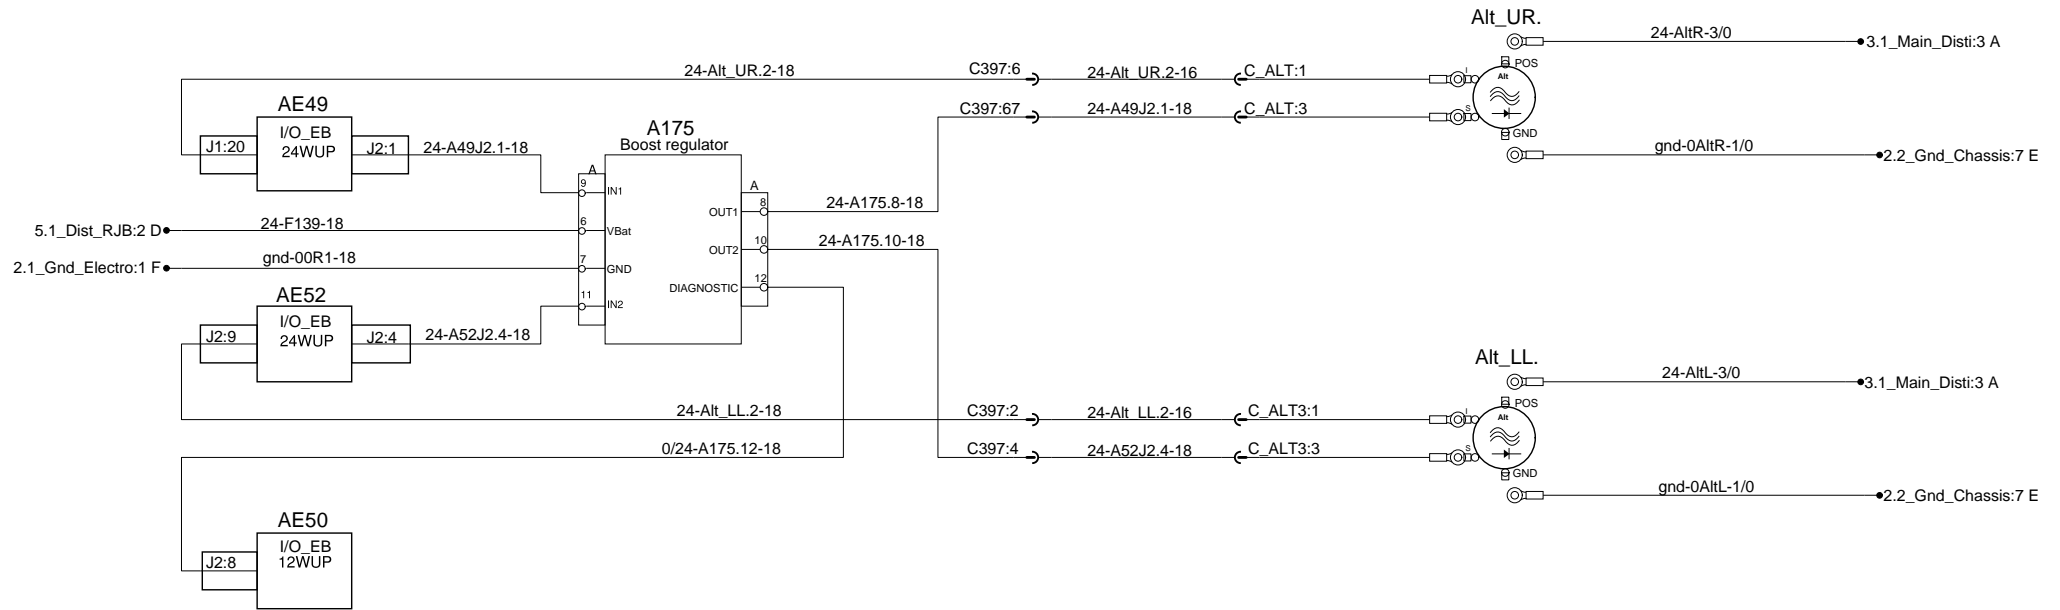 Alt_UR.
24-AltR-3/0
3.1_Main_Disti:3 A
POS
24-Alt_UR.2-18
C397:6
24-Alt_UR.2-16
C_ALT:1
I
Alt
AE49
C397:67
24-A49J2.1-18
C_ALT:3
S
I/O_EB
24WUP
J1:20
J2:1
24-A49J2.1-18
A175
Boost regulator
GND
gnd-0AltR-1/0
2.2_Gnd_Chassis:7 E
A
9
IN1
A
8
OUT1
24-A175.8-18
5.1_Dist_RJB:2 D
24-F139-18
6
VBat
10
OUT2
24-A175.10-18
2.1_Gnd_Electro:1 F
gnd-00R1-18
7
GND
12
DIAGNOSTIC
AE52
11
IN2
I/O_EB
24WUP
J2:9
J2:4
24-A52J2.4-18
Alt_LL.
24-AltL-3/0
3.1_Main_Disti:3 A
POS
24-Alt_LL.2-18
C397:2
24-Alt_LL.2-16
C_ALT3:1
I
Alt
0/24-A175.12-18
C397:4
24-A52J2.4-18
C_ALT3:3
S
GND
gnd-0AltL-1/0
2.2_Gnd_Chassis:7 E
AE50
I/O_EB
12WUP
J2:8